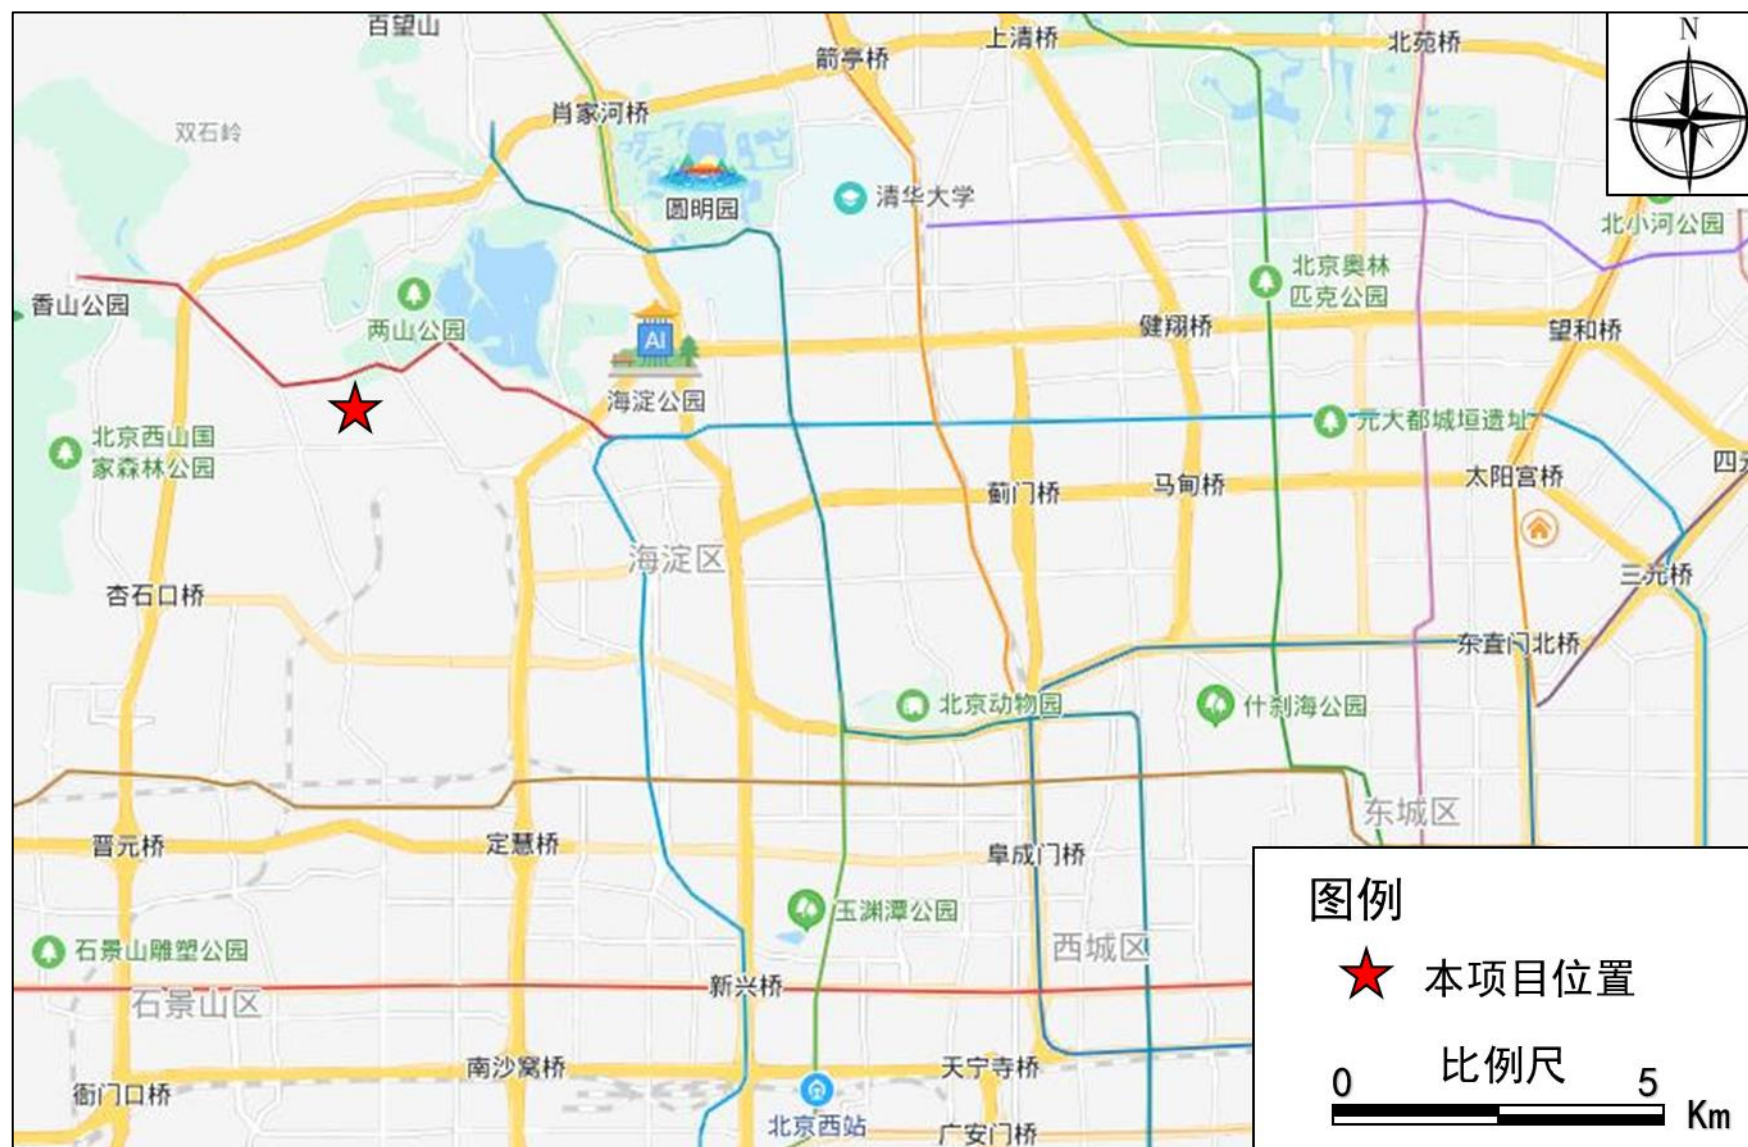 百望山
箭亭桥
上清桥
北苑桥
N
肖家河桥
双石岭
圆明园
清华大学
北小河公园
香山公园
两山公园
北京奥林
匹克公园
AI
健翔桥
望和桥
海淀公园
元大都城垣遗址
北京西山国
家森林公园
四元
蓟门桥
马甸桥
太阳宫桥
海淀区
杏石口桥
三元桥
东直门北桥
北京动物园
什刹海公园
东城区
晋元桥
定慧桥
阜成门桥
玉渊潭公园
西城区
石景山雕塑公园
新兴桥
石景山区
南沙窝桥
天宁寺桥
衙门口桥
北京西站
广安门桥
图例
本项目位置
比例尺
0 5
Km